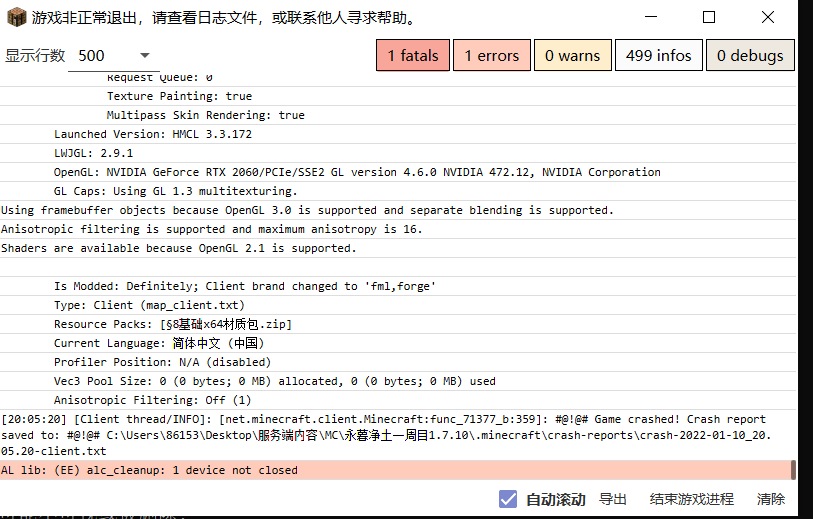 游戏非正常退出，请查看日志文件，或联系他人寻求帮助。
显示行数 500 1 fatals 1 errors 0 warns 499 infos 0 debugs
Request Queue: 0
Texture Painting: true
Multipass Skin Rendering: true
Launched Version: HMCL 3.3.172
LWJGL: 2.9.1
OpenGL: NVIDIA GeForce RTX 2060/PCIe/SSE2 GL version 4.6.0 NVIDIA 472.12, NVIDIA Corporation
GL Caps: Using GL 1.3 multitexturing.
Using framebuffer objects because OpenGL 3.0 is supported and separate blending is supported.
Anisotropic filtering is supported and maximum anisotropy is 16.
Shaders are available because OpenGL 2.1 is supported.
Is Modded: Definitely; Client brand changed to 'fml,forge'
Type: Client (map_client.txt)
Resource Packs: [§8基础x64材质包.zip]
Current Language: 简体中文 (中国)
Profiler Position: N/A (disabled)
Vec3 Pool Size: 0 (0 bytes; 0 MB) allocated, 0 (0 bytes; 0 MB) used
Anisotropic Filtering: Off (1)
[20:05:20] [Client thread/INFO]: [net.minecraft.client.Minecraft:func_71377_b:359]: #@!@# Game crashed! Crash report
saved to: #@!@# C:\Users\86153\Desktop\服务端内容\MC\永暮净土一周目1.7.10\.minecraft\crash-reports\crash-2022-01-10_20.
05.20-client.txt
AL lib: (EE) alc_cleanup: 1 device not closed
自动滚动 导出 结束游戏进程 清除